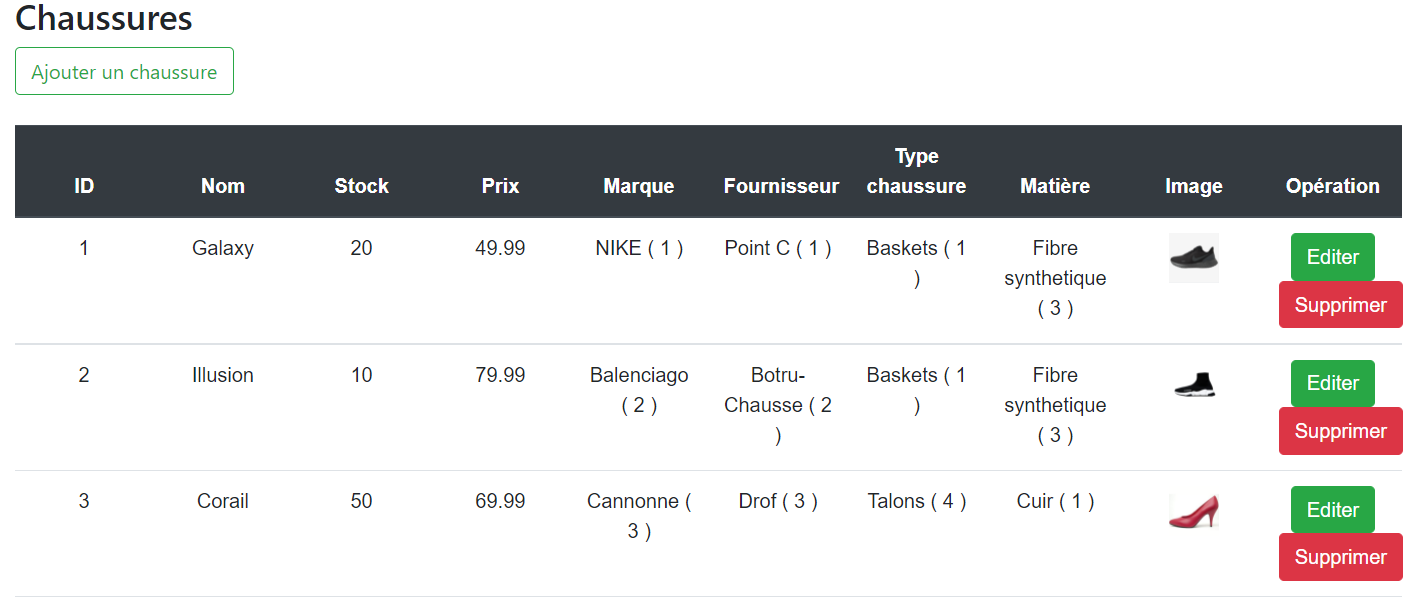 Chaussures
Ajouter un chaussure
Type
ID Nom Stock Prix Marque Fournisseur chaussure Matière Image Opération
1 Galaxy 20 49.99 NIKE ( 1 ) Point C ( 1 ) Baskets ( 1 Fibre Editer
) synthetique
( 3 ) Supprimer
2 Illusion 10 79.99 Balenciago Botru- Baskets ( 1 Fibre Editer
( 2 ) Chausse ( 2 ) synthetique
) ( 3 ) Supprimer
3 Corail 50 69.99 Cannonne ( Drof ( 3 ) Talons ( 4 ) Cuir ( 1 ) Editer
3 )
Supprimer